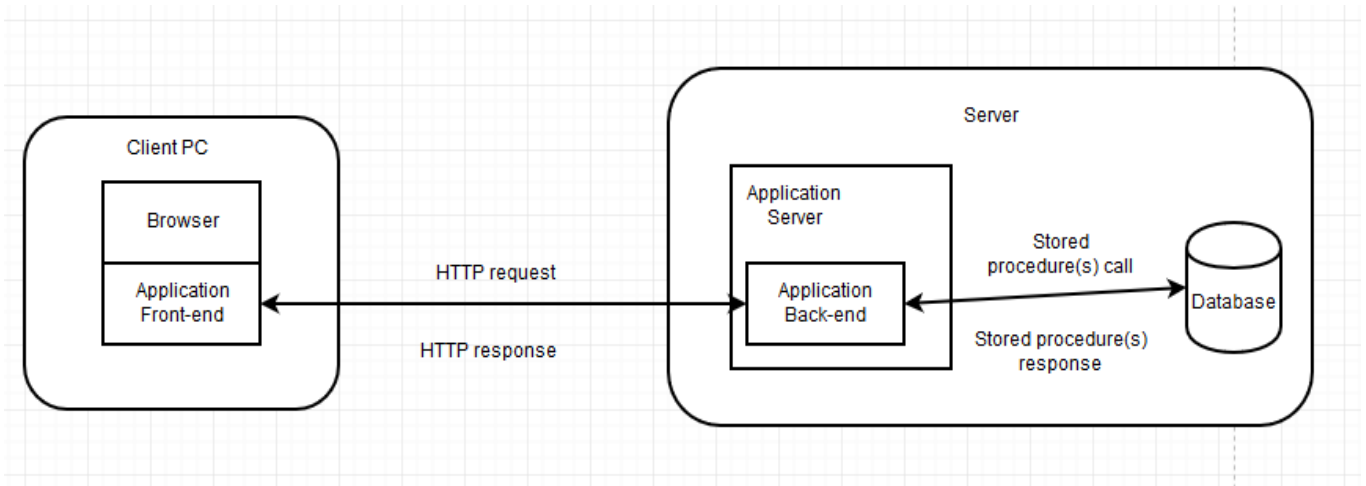 Client PC
Browser
Application
Front-end
HTTP request
HTTP response
Server
Application
Server
Application
Back-end
Stored
procedure(s) call
Stored procedure(s)
response
Database